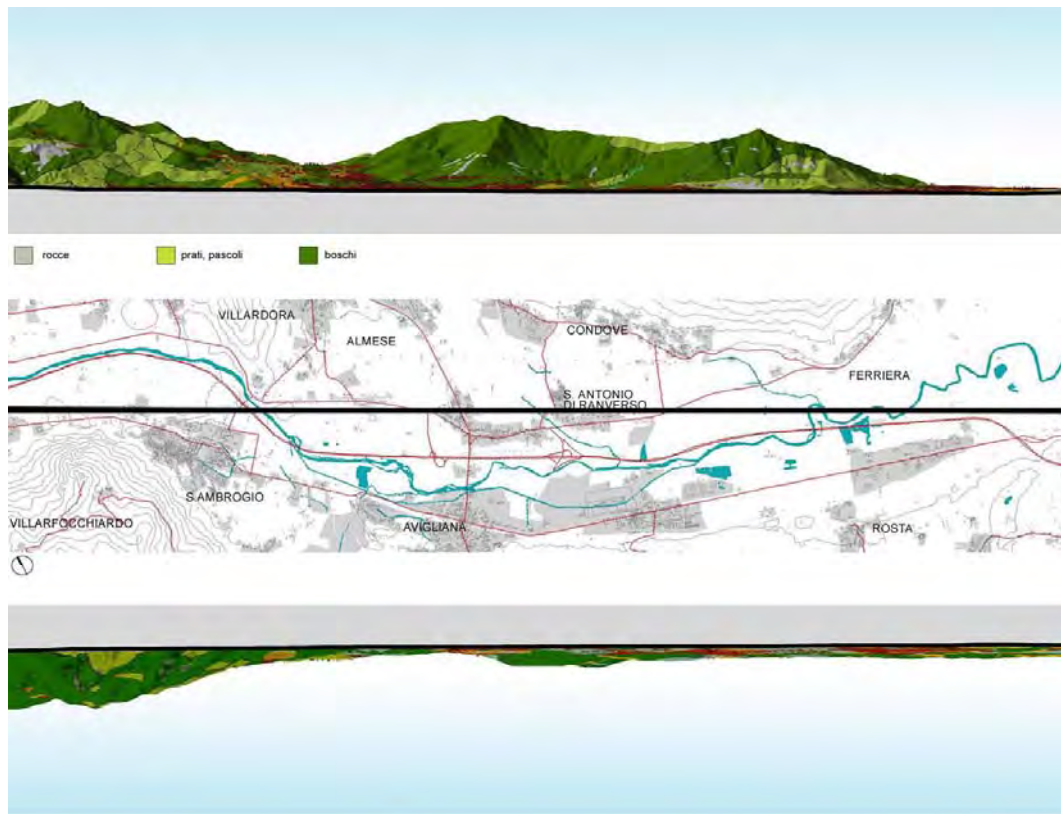 rocce
prati, pascoli
boschi
VILLARDORA
ALMESE
CONDOVE
FERRIERA
S. ANTONIO
DI RANVERSO
S.AMBROGIO
VILLARFOCCHIARDO
AVIGLIANA
ROSTA